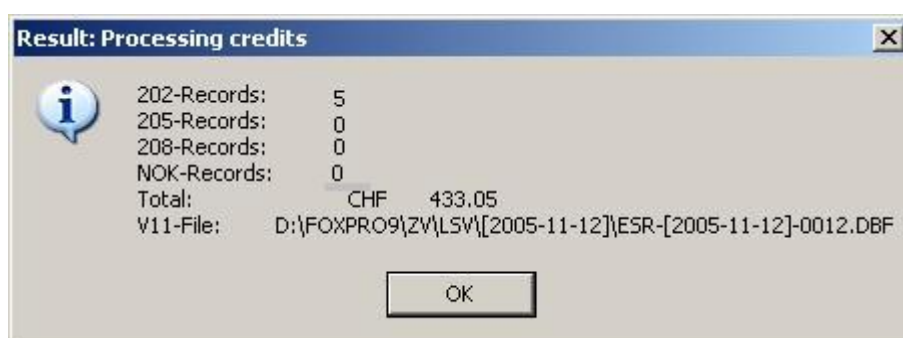 Result: Processing credits
202-Records: 5
205-Records: 0
208-Records: 0
NOK-Records: 0
Total: CHF 433.05
V11-File: D:\FOXPRO9\ZV\LSV\[2005-11-12]\ESR-[2005-11-12]-0012.DBF
OK